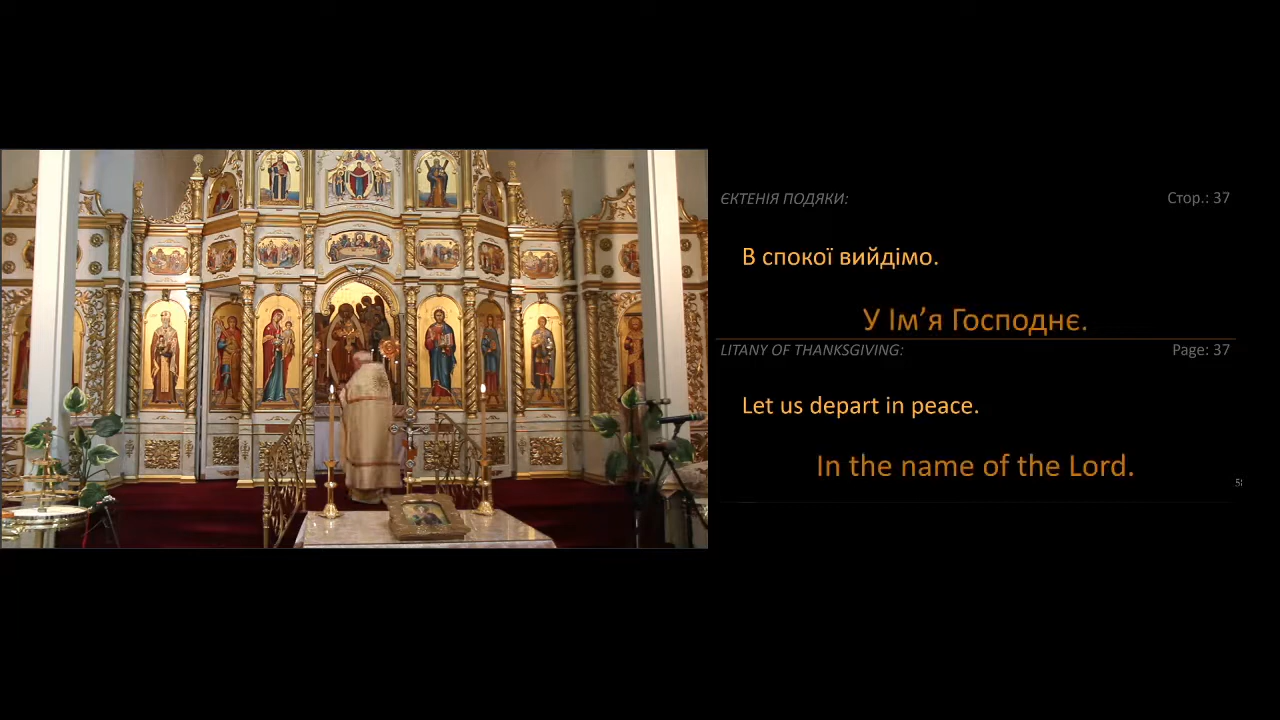 ЄКТЕНІЯ ПОДЯКИ: Стор.: 37
В спокої вийдімо.
У Ім’я Господнє.
LITANY OF THANKSGIVING: Page: 37
Let us depart in peace.
In the name of the Lord.